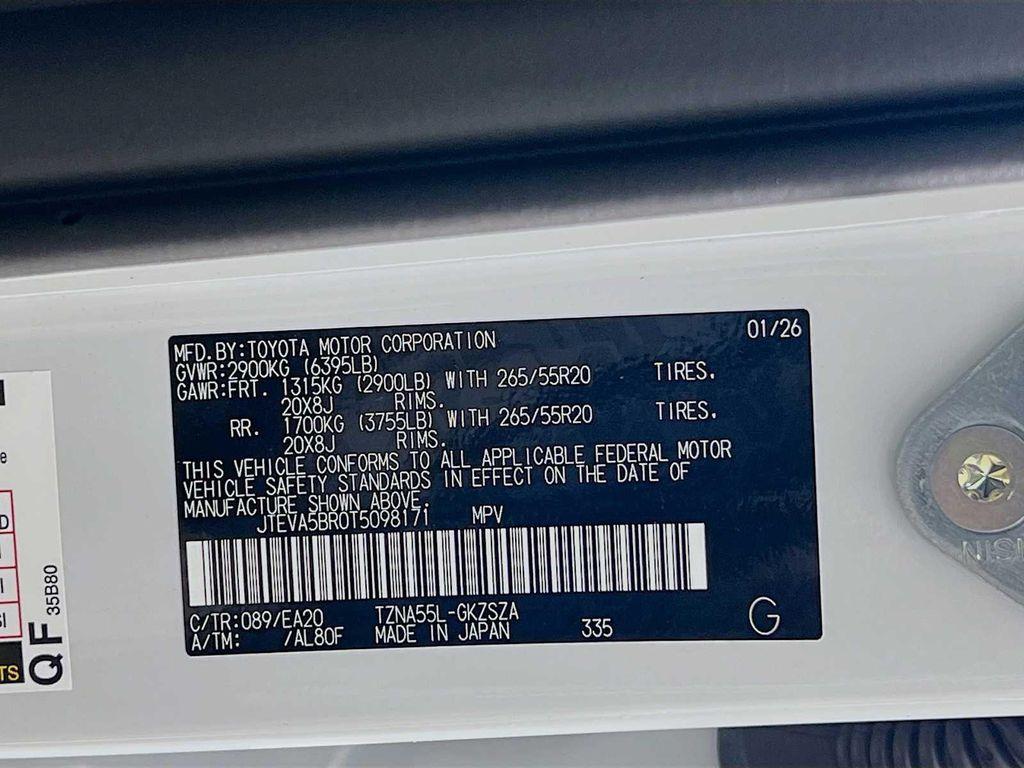 MFD.BY:TOYOTA MOTOR CORPORATION 01/26
GVWR:2900KG (6395LB)
GAWR:FRT. 1315KG (2900LB) WITH 265/55R20 TIRES.
20X8J RIMS.
RR. 1700KG (3755LB) WITH 265/55R20 TIRES.
20X8J RIMS.
THIS VEHICLE CONFORMS TO ALL APPLICABLE FEDERAL MOTOR
VEHICLE SAFETY STANDARDS IN EFFECT ON THE DATE OF
MANUFACTURE SHOWN ABOVE.
JTEVA5BR0T5098171 MPV
C/TR:089/EA20 TZNA55L-GKZSZA
A/TM: /AL80F MADE IN JAPAN 335 G
QF 35B80